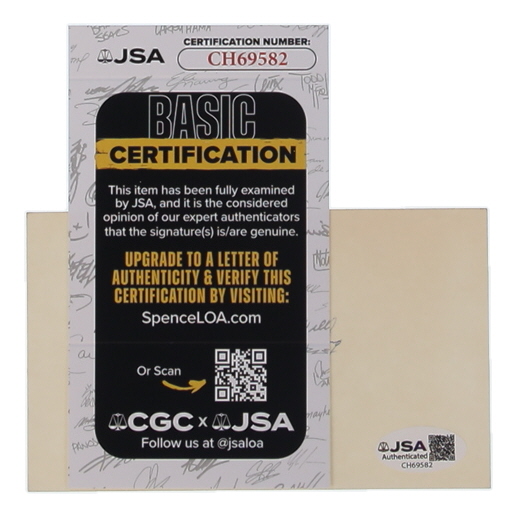 JSA
CERTIFICATION NUMBER:
CH69582
BASIC
CERTIFICATION
This item has been fully examined
by JSA, and it is the considered
opinion of our expert authenticators
that the signature(s) is/are genuine.
UPGRADE TO A LETTER OF
AUTHENTICITY & VERIFY THIS
CERTIFICATION BY VISITING:
SpenceLOA.com
Or Scan
CGC x JSA
Follow us at @jsaloa
JSA
Authenticated
CH69582